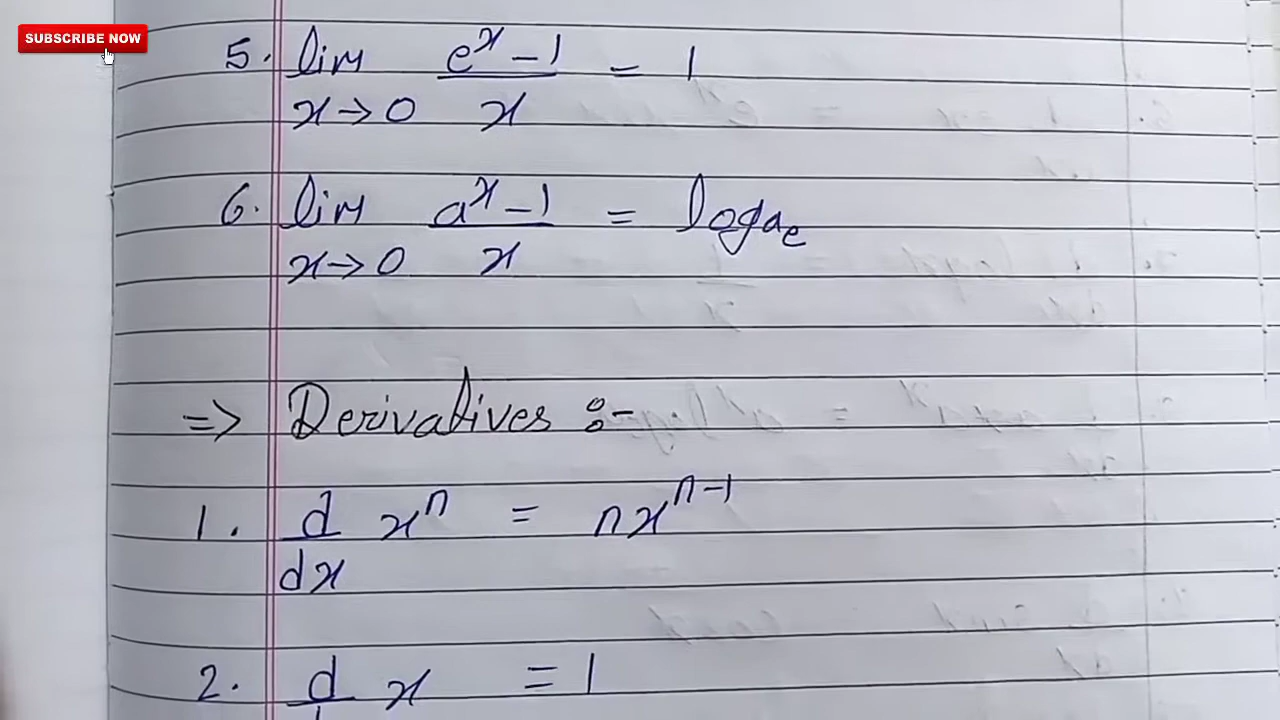 SUBSCRIBE NOW
5. lim e^x - 1 = 1
x→0 x
6. lim a^x - 1 = log a_e
x→0 x
=> Derivatives :-
1. d x^n = nx^n-1
dx
2. d x = 1